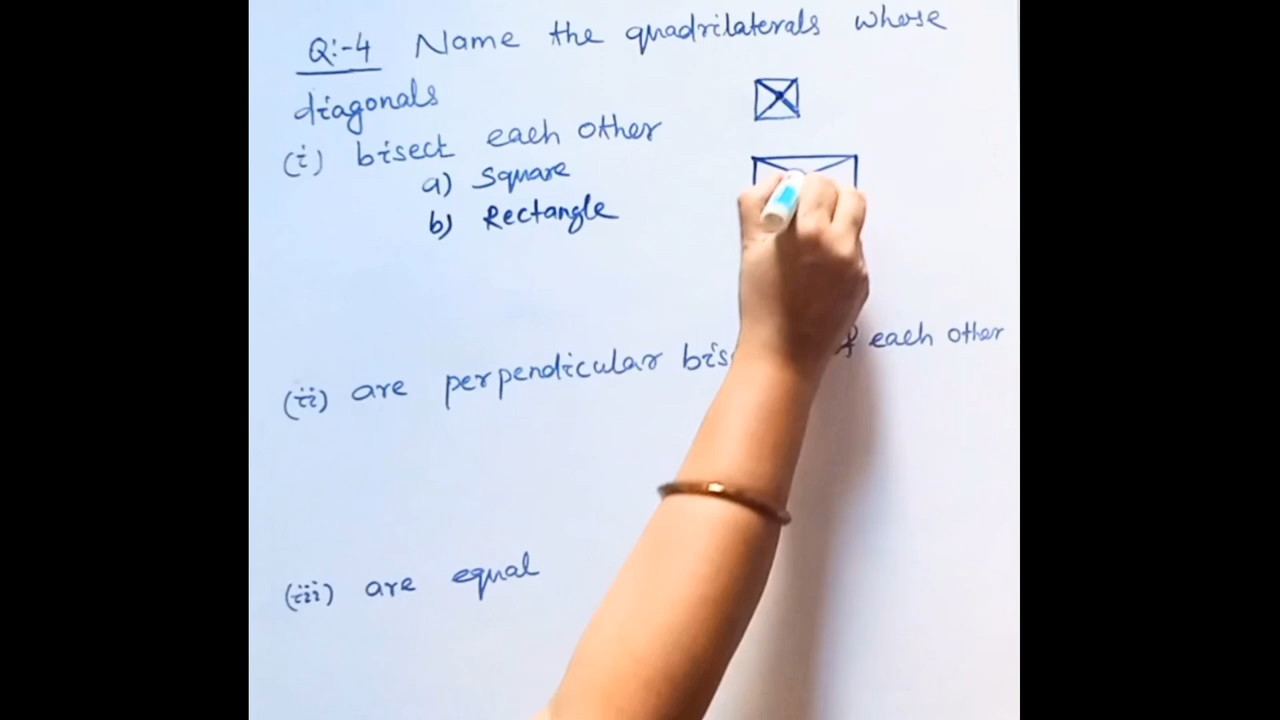 Q:-4 Name the quadrilaterals whose
diagonals
(i) bisect each other
a) Square
b) Rectangle
(ii) are perpendicular each other
(iii) are equal